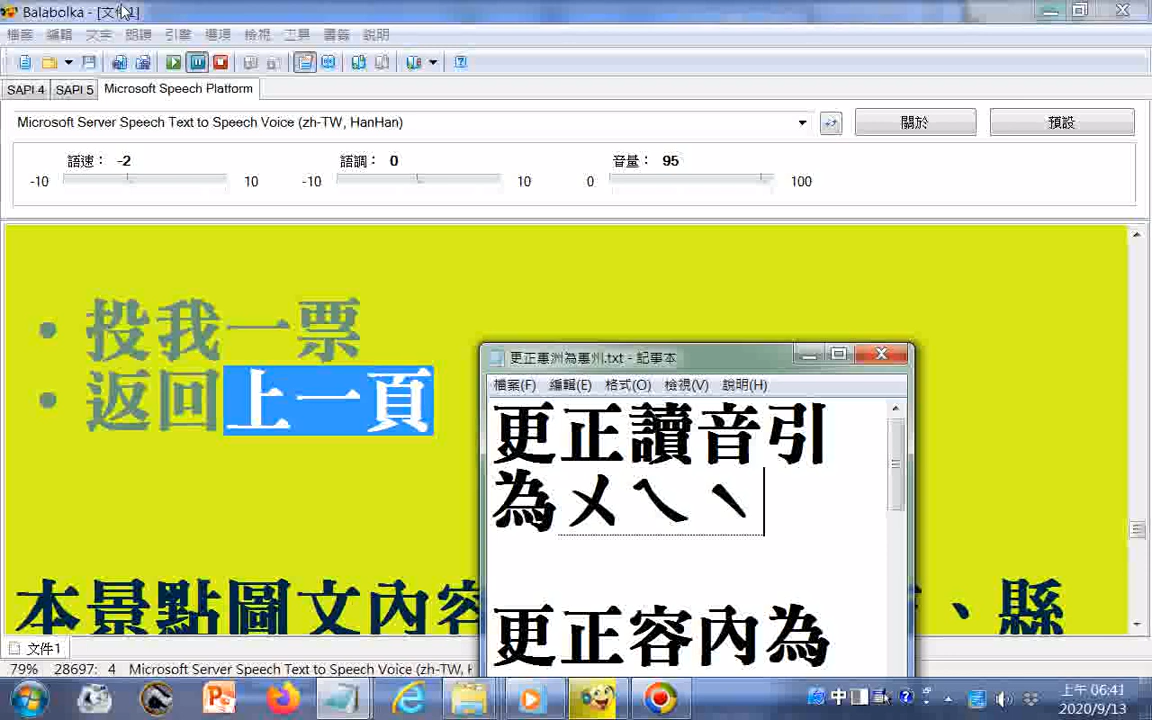 Balabolka - [文件1]
檔案 編輯 文字 朗讀 引擎 選項 檢視 工具 書簽 說明
SAPI 4 SAPI 5 Microsoft Speech Platform
Microsoft Server Speech Text to Speech Voice (zh-TW, HanHan)
關於 預設
語速： -2 語調： 0 音量： 95
-10 10 -10 10 0 100
• 投我一票
• 返回上一頁
本景點圖文內容
、縣
更正惠洲為惠州.txt - 記事本
檔案(F) 編輯(E) 格式(O) 檢視(V) 說明(H)
更正讀音引
為ㄨㄟˋ
更正容內為
文件1
79% 28697: 4 Microsoft Server Speech Text to Speech Voice (zh-TW, H
中
上午 06:41
2020/9/13